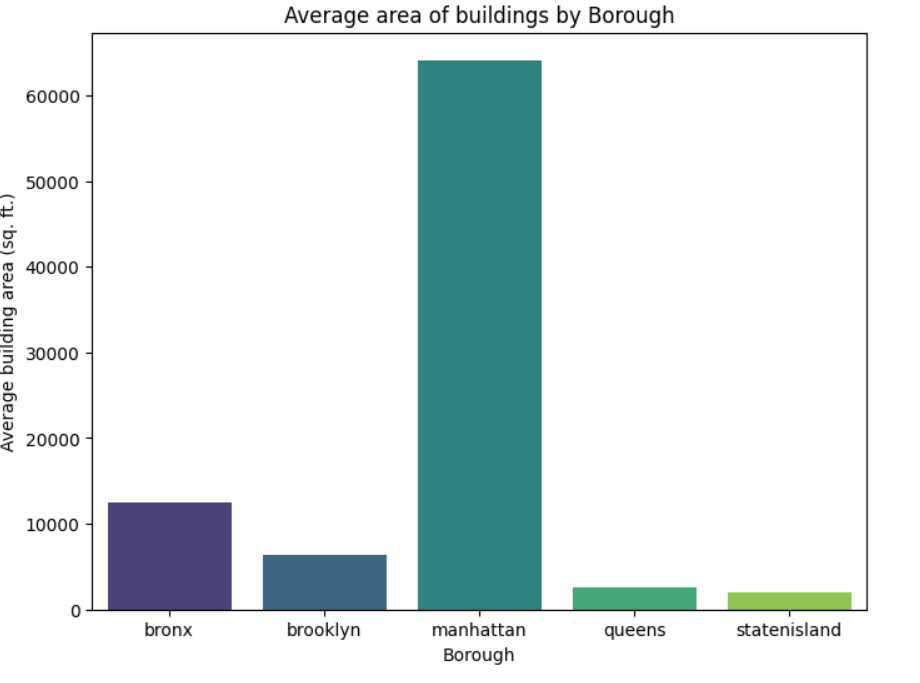 Average area of buildings by Borough
Average building area (sq. ft.)
60000
50000
40000
30000
20000
10000
0
bronx brooklyn manhattan queens statenisland
Borough